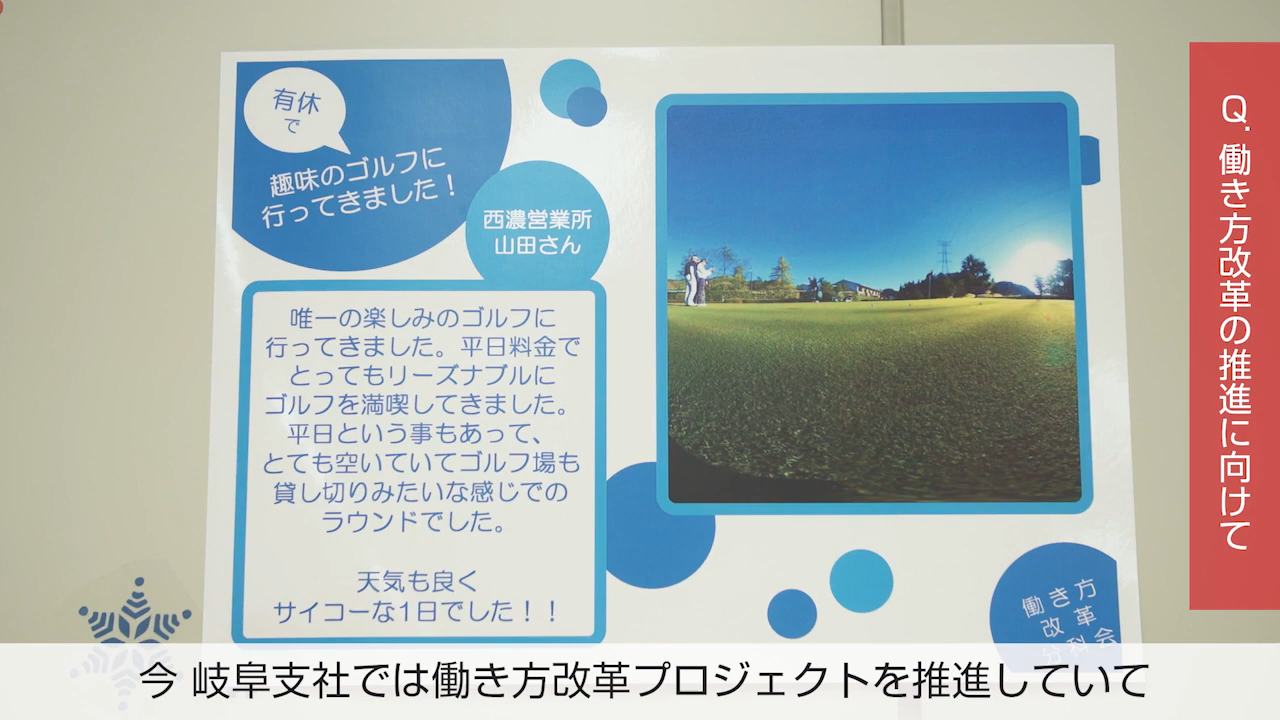 有休
で
趣味のゴルフに
行ってきました！
西濃営業所
山田さん
唯一の楽しみのゴルフに
行ってきました。平日料金で
とってもリーズナブルに
ゴルフを満喫してきました。
平日という事もあって、
とても空いていてゴルフ場も
貸し切りみたいな感じでの
ラウンドでした。
天気も良く
サイコーな1日でした！！
働き方
改革
分科会
Q. 働き方改革の推進に向けて
今 岐阜支社では働き方改革プロジェクトを推進していて